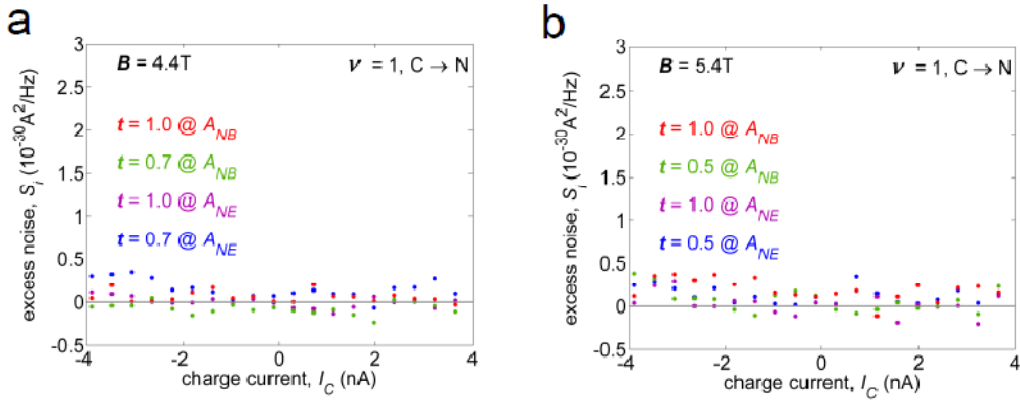 a
B = 4.4T
ν = 1, C → N
t = 1.0 @ A_NB
t = 0.7 @ A_NB
t = 1.0 @ A_NE
t = 0.7 @ A_NE
excess noise, S_i (10^-30 A^2/Hz)
3
2.5
2
1.5
1
0.5
0
-0.5
-4
-2
0
2
4
charge current, I_C (nA)
b
B = 5.4T
ν = 1, C → N
t = 1.0 @ A_NB
t = 0.5 @ A_NB
t = 1.0 @ A_NE
t = 0.5 @ A_NE
excess noise, S_i (10^-30 A^2/Hz)
3
2.5
2
1.5
1
0.5
0
-0.5
-4
-2
0
2
4
charge current, I_C (nA)